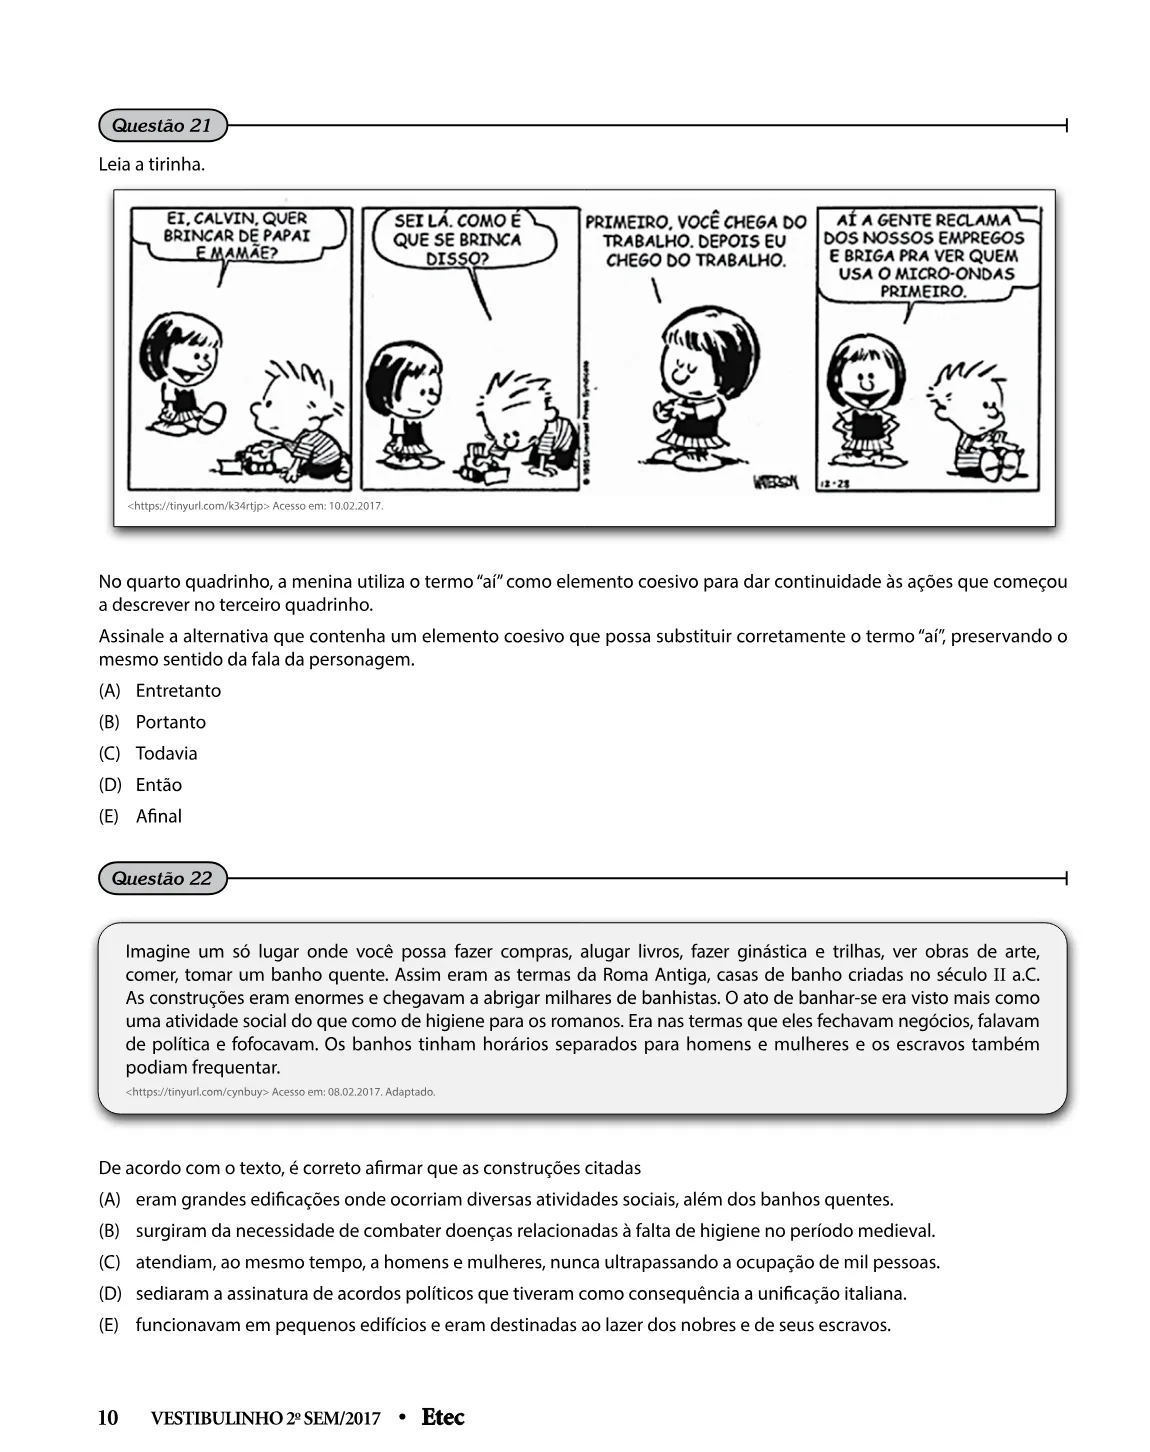 Questão 21
Leia a tirinha.
EI, CALVIN, QUER
BRINCAR DE PAPAI
E MAMÃE?
SEI LÁ. COMO É
QUE SE BRINCA
DISSO?
© 1985 Universal Press Syndicate
PRIMEIRO, VOCÊ CHEGA DO
TRABALHO. DEPOIS EU
CHEGO DO TRABALHO.
WATERSON
AÍ A GENTE RECLAMA
DOS NOSSOS EMPREGOS
E BRIGA PRA VER QUEM
USA O MICRO-ONDAS
PRIMEIRO.
12-28
<https://tinyurl.com/k34rtjp> Acesso em: 10.02.2017.
No quarto quadrinho, a menina utiliza o termo “aí” como elemento coesivo para dar continuidade às ações que começou
a descrever no terceiro quadrinho.
Assinale a alternativa que contenha um elemento coesivo que possa substituir corretamente o termo “aí”, preservando o
mesmo sentido da fala da personagem.
(A) Entretanto
(B) Portanto
(C) Todavia
(D) Então
(E) Afinal
Questão 22
Imagine um só lugar onde você possa fazer compras, alugar livros, fazer ginástica e trilhas, ver obras de arte,
comer, tomar um banho quente. Assim eram as termas da Roma Antiga, casas de banho criadas no século II a.C.
As construções eram enormes e chegavam a abrigar milhares de banhistas. O ato de banhar-se era visto mais como
uma atividade social do que como de higiene para os romanos. Era nas termas que eles fechavam negócios, falavam
de política e fofocavam. Os banhos tinham horários separados para homens e mulheres e os escravos também
podiam frequentar.
<https://tinyurl.com/cynbuy> Acesso em: 08.02.2017. Adaptado.
De acordo com o texto, é correto afirmar que as construções citadas
(A) eram grandes edificações onde ocorriam diversas atividades sociais, além dos banhos quentes.
(B) surgiram da necessidade de combater doenças relacionadas à falta de higiene no período medieval.
(C) atendiam, ao mesmo tempo, a homens e mulheres, nunca ultrapassando a ocupação de mil pessoas.
(D) sediaram a assinatura de acordos políticos que tiveram como consequência a unificação italiana.
(E) funcionavam em pequenos edifícios e eram destinadas ao lazer dos nobres e de seus escravos.
10 VESTIBULINHO 2º SEM/2017 • Etec